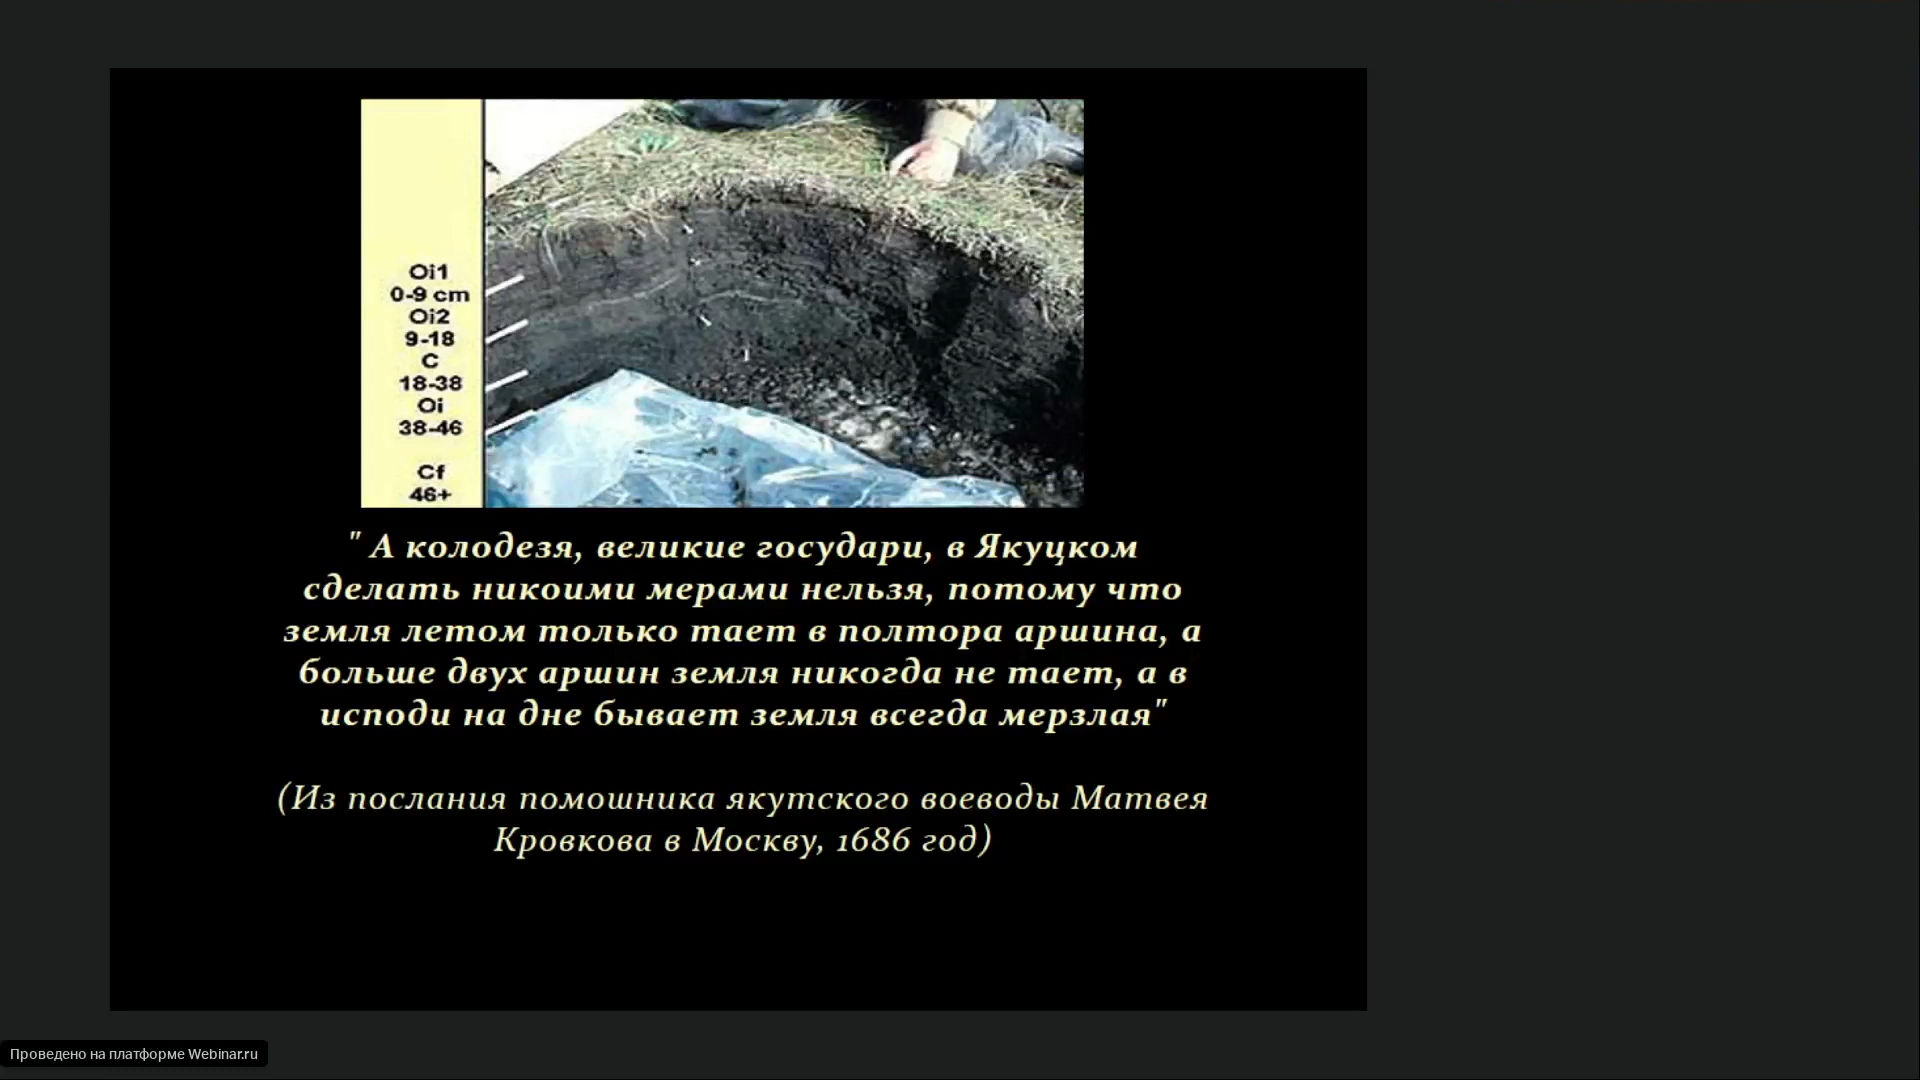 Oi1
0-9 cm
Oi2
9-18
C
18-38
Oi
38-46
Cf
46+
" А колодезя, великие государи, в Якуцком
сделать никоими мерами нельзя, потому что
земля летом только тает в полтора аршина, а
больше двух аршин земля никогда не тает, а в
исподи на дне бывает земля всегда мерзлая"
(Из послания помошника якутского воеводы Матвея
Кровкова в Москву, 1686 год)
Проведено на платформе Webinar.ru